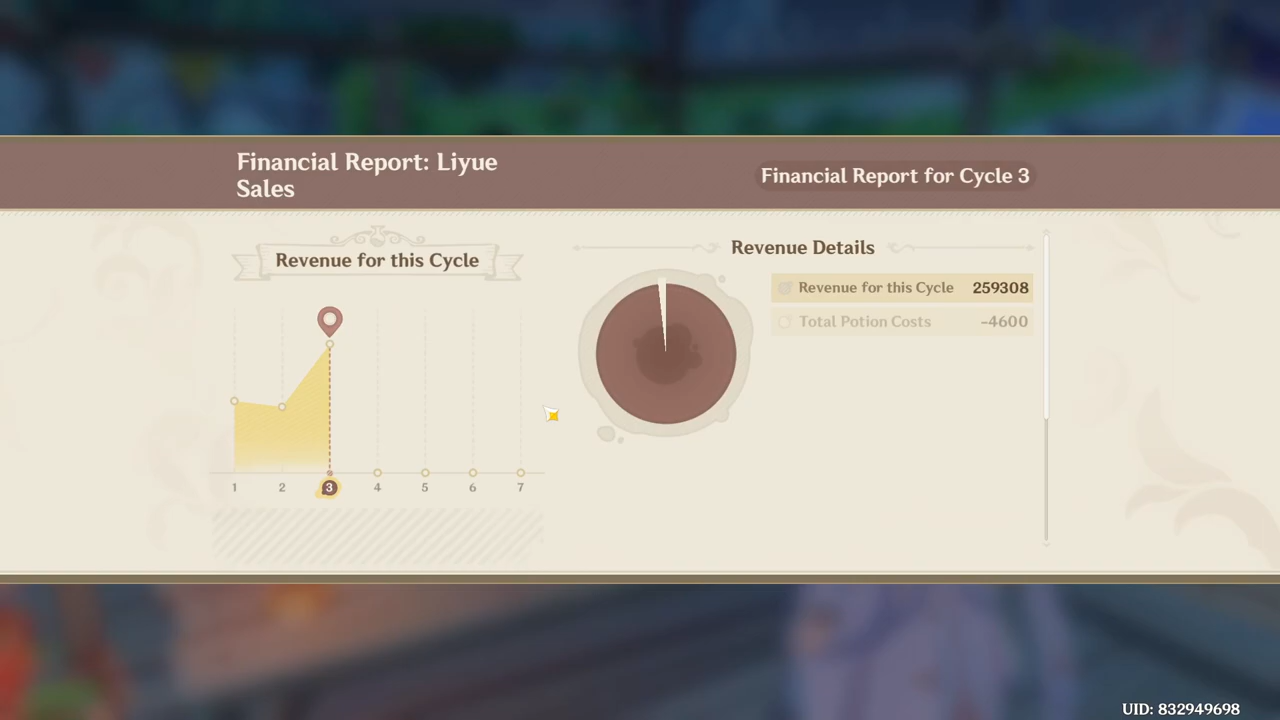 Financial Report: Liyue
Sales
Financial Report for Cycle 3
Revenue for this Cycle
1 2 3 4 5 6 7
Revenue Details
Revenue for this Cycle 259308
Total Potion Costs -4600
UID: 832949698